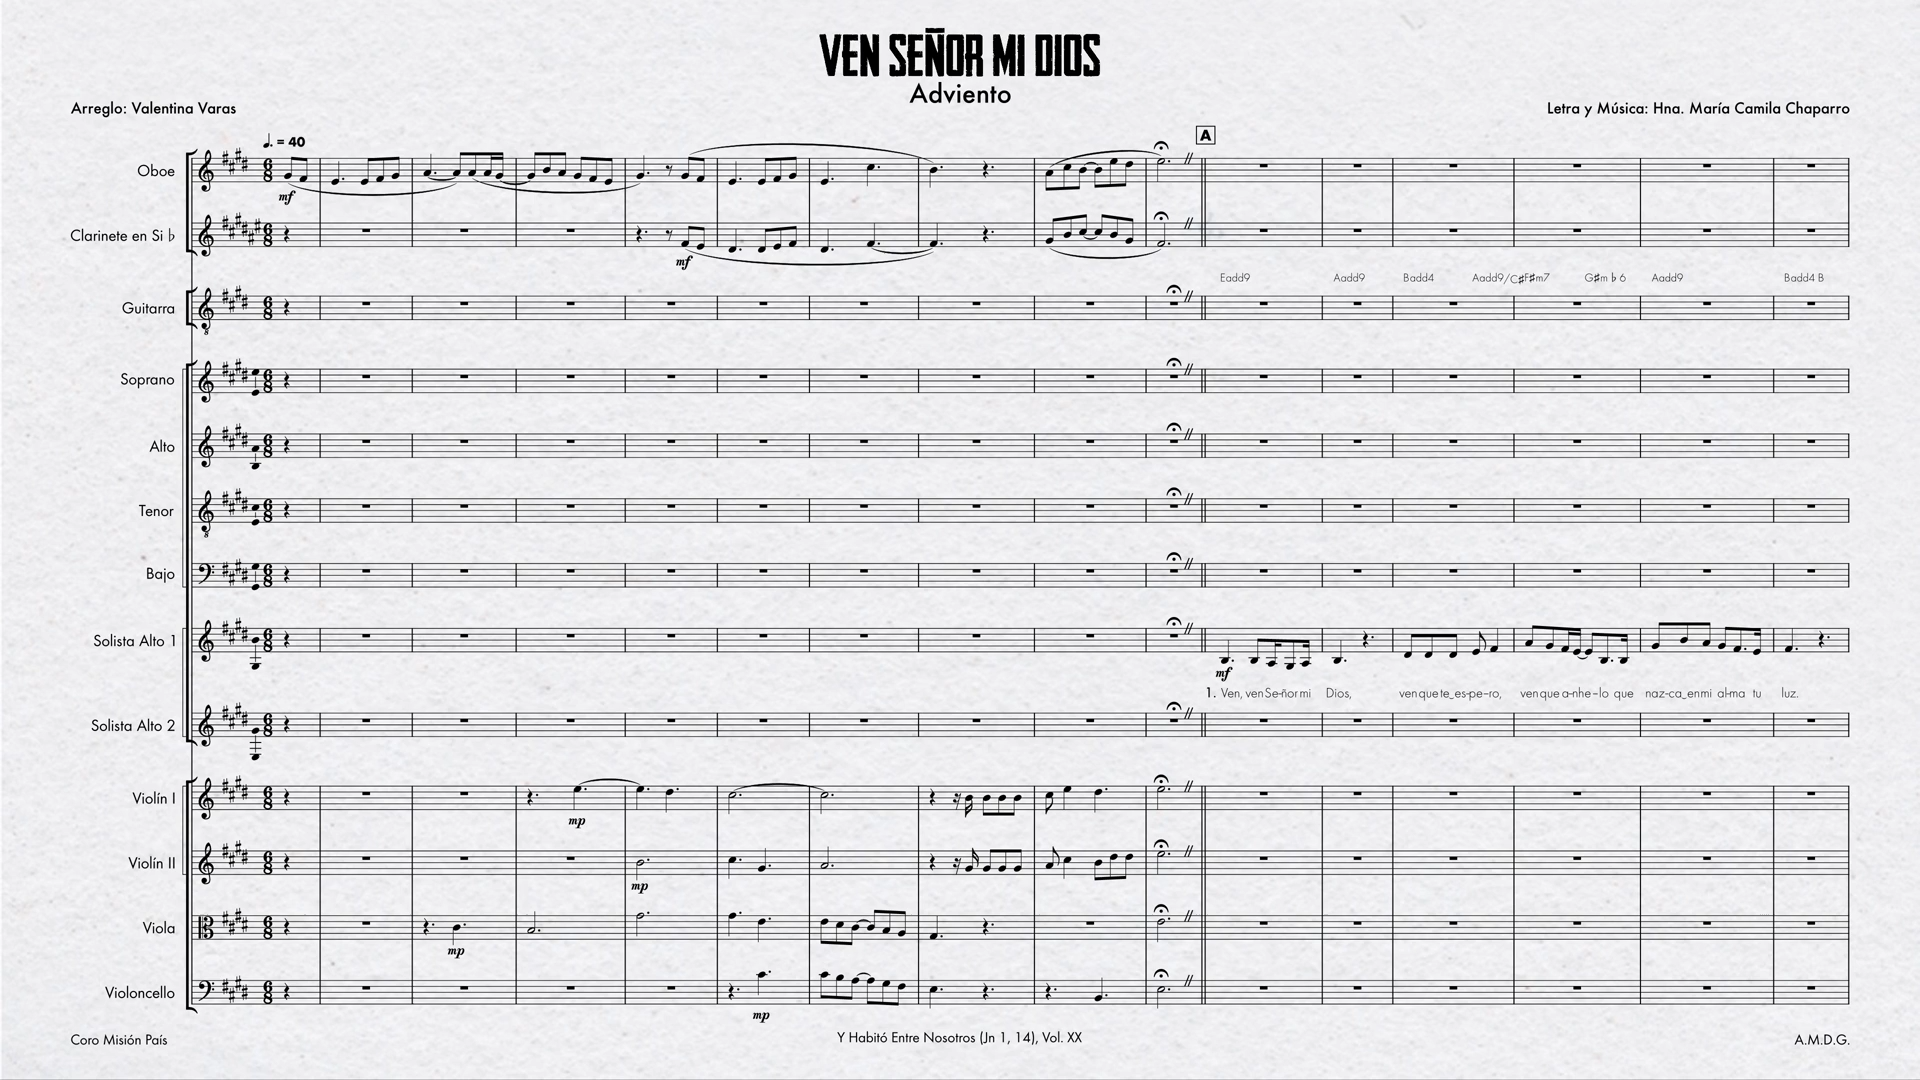 VEN SEÑOR MI DIOS
Adviento
Arreglo: Valentina Varas
Letra y Música: Hna. María Camila Chaparro
♩. = 40
A
Oboe
mf
Clarinete en Si ♭
mf
Eadd9 Aadd9 Badd4 Aadd9/C♯ F♯m7 G♯m♭6 Aadd9 Badd4 B
Guitarra
Soprano
Alto
Tenor
Bajo
Solista Alto 1
mf
1. Ven, ven Se-ñor mi Dios, ven que te_es-pe-ro, ven que a-nhe-lo que naz-ca_en mi al-ma tu luz.
Solista Alto 2
Violín I
mp
Violín II
mp
Viola
mp
Violoncello
mp
Coro Misión País
Y Habitó Entre Nosotros (Jn 1, 14), Vol. XX
A.M.D.G.